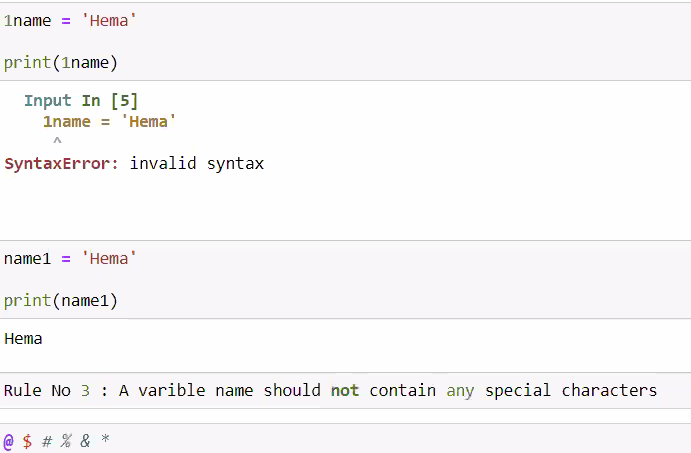 1name = 'Hema'
print(1name)
Input In [5]
1name = 'Hema'
^
SyntaxError: invalid syntax
name1 = 'Hema'
print(name1)
Hema
Rule No 3 : A varible name should not contain any special characters
@ $ # % & *